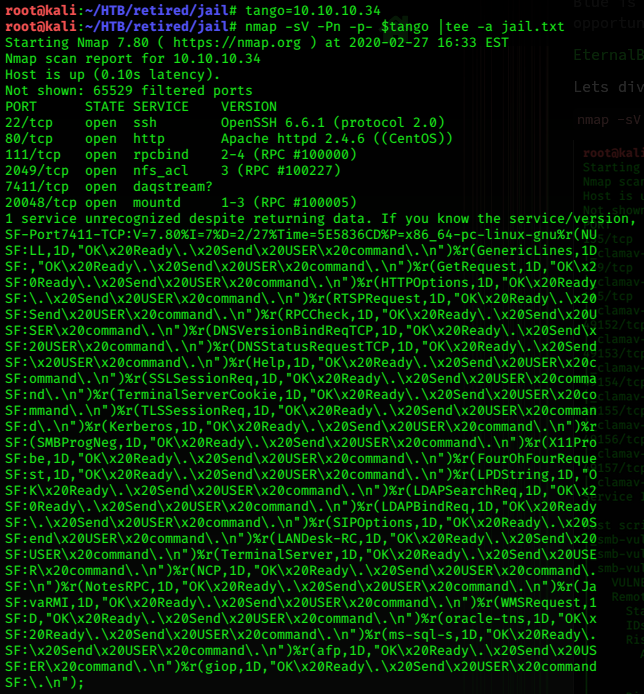 root@kali:~/HTB/retired/jail# tango=10.10.10.34
root@kali:~/HTB/retired/jail# nmap -sV -Pn -p- $tango |tee -a jail.txt
Starting Nmap 7.80 ( https://nmap.org ) at 2020-02-27 16:33 EST
Nmap scan report for 10.10.10.34
Host is up (0.10s latency).
Not shown: 65529 filtered ports
PORT      STATE SERVICE    VERSION
22/tcp    open  ssh        OpenSSH 6.6.1 (protocol 2.0)
80/tcp    open  http       Apache httpd 2.4.6 ((CentOS))
111/tcp   open  rpcbind    2-4 (RPC #100000)
2049/tcp  open  nfs_acl    3 (RPC #100227)
7411/tcp  open  daqstream?
20048/tcp open  mountd     1-3 (RPC #100005)
1 service unrecognized despite returning data. If you know the service/version,
SF-Port7411-TCP:V=7.80%I=7%D=2/27%Time=5E5836CD%P=x86_64-pc-linux-gnu%r(NU
SF:LL,1D,"OK\x20Ready\.\x20Send\x20USER\x20command\.\n")%r(GenericLines,1D
SF:,"OK\x20Ready\.\x20Send\x20USER\x20command\.\n")%r(GetRequest,1D,"OK\x2
SF:0Ready\.\x20Send\x20USER\x20command\.\n")%r(HTTPOptions,1D,"OK\x20Ready
SF:\.\x20Send\x20USER\x20command\.\n")%r(RTSPRequest,1D,"OK\x20Ready\.\x20
SF:Send\x20USER\x20command\.\n")%r(RPCCheck,1D,"OK\x20Ready\.\x20Send\x20U
SF:SER\x20command\.\n")%r(DNSVersionBindReqTCP,1D,"OK\x20Ready\.\x20Send\x
SF:20USER\x20command\.\n")%r(DNSStatusRequestTCP,1D,"OK\x20Ready\.\x20Send
SF:\x20USER\x20command\.\n")%r(Help,1D,"OK\x20Ready\.\x20Send\x20USER\x20c
SF:ommand\.\n")%r(SSLSessionReq,1D,"OK\x20Ready\.\x20Send\x20USER\x20comma
SF:nd\.\n")%r(TerminalServerCookie,1D,"OK\x20Ready\.\x20Send\x20USER\x20co
SF:mmand\.\n")%r(TLSSessionReq,1D,"OK\x20Ready\.\x20Send\x20USER\x20comman
SF:d\.\n")%r(Kerberos,1D,"OK\x20Ready\.\x20Send\x20USER\x20command\.\n")%r
SF:(SMBProgNeg,1D,"OK\x20Ready\.\x20Send\x20USER\x20command\.\n")%r(X11Pro
SF:be,1D,"OK\x20Ready\.\x20Send\x20USER\x20command\.\n")%r(FourOhFourReque
SF:st,1D,"OK\x20Ready\.\x20Send\x20USER\x20command\.\n")%r(LPDString,1D,"O
SF:K\x20Ready\.\x20Send\x20USER\x20command\.\n")%r(LDAPSearchReq,1D,"OK\x2
SF:0Ready\.\x20Send\x20USER\x20command\.\n")%r(LDAPBindReq,1D,"OK\x20Ready
SF:\.\x20Send\x20USER\x20command\.\n")%r(SIPOptions,1D,"OK\x20Ready\.\x20S
SF:end\x20USER\x20command\.\n")%r(LANDesk-RC,1D,"OK\x20Ready\.\x20Send\x20
SF:USER\x20command\.\n")%r(TerminalServer,1D,"OK\x20Ready\.\x20Send\x20USE
SF:R\x20command\.\n")%r(NCP,1D,"OK\x20Ready\.\x20Send\x20USER\x20command\.
SF:\n")%r(NotesRPC,1D,"OK\x20Ready\.\x20Send\x20USER\x20command\.\n")%r(Ja
SF:vaRMI,1D,"OK\x20Ready\.\x20Send\x20USER\x20command\.\n")%r(WMSRequest,1
SF:D,"OK\x20Ready\.\x20Send\x20USER\x20command\.\n")%r(oracle-tns,1D,"OK\x
SF:20Ready\.\x20Send\x20USER\x20command\.\n")%r(ms-sql-s,1D,"OK\x20Ready\.
SF:\x20Send\x20USER\x20command\.\n")%r(afp,1D,"OK\x20Ready\.\x20Send\x20US
SF:ER\x20command\.\n")%r(giop,1D,"OK\x20Ready\.\x20Send\x20USER\x20command
SF:\.\n");